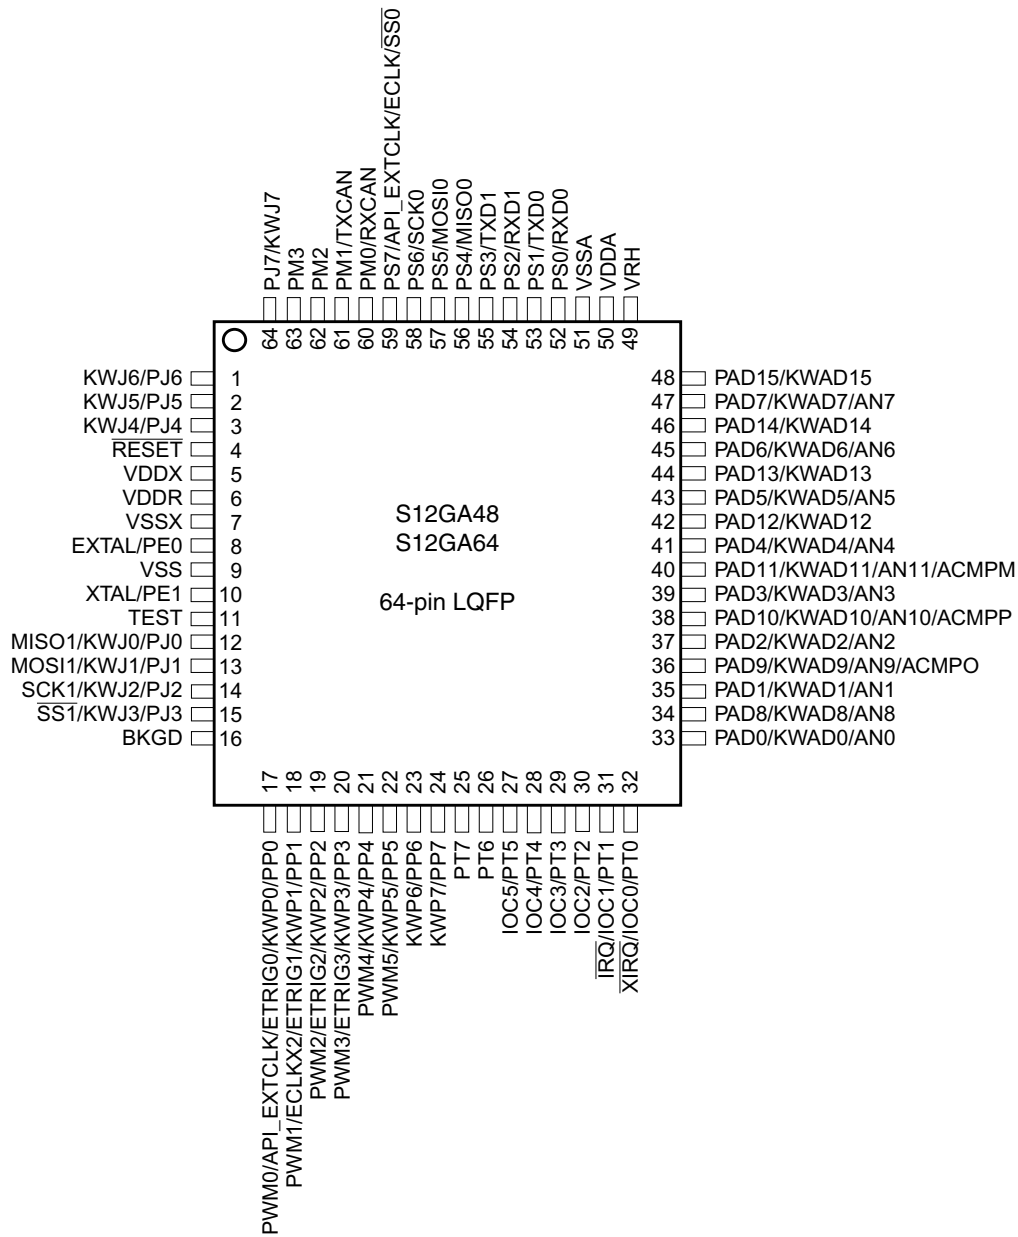 PJ7/KWJ7
PM3
PM2
PM1/TXCAN
PM0/RXCAN
PS7/API_EXTCLK/ECLK/SS0
PS6/SCK0
PS5/MOSI0
PS4/MISO0
PS3/TXD1
PS2/RXD1
PS1/TXD0
PS0/RXD0
VSSA
VDDA
VRH
64
63
62
61
60
59
58
57
56
55
54
53
52
51
50
49
KWJ6/PJ6 1
KWJ5/PJ5 2
KWJ4/PJ4 3
RESET 4
VDDX 5
VDDR 6
VSSX 7
EXTAL/PE0 8
VSS 9
XTAL/PE1 10
TEST 11
MISO1/KWJ0/PJ0 12
MOSI1/KWJ1/PJ1 13
SCK1/KWJ2/PJ2 14
SS1/KWJ3/PJ3 15
BKGD 16
S12GA48
S12GA64
64-pin LQFP
48 PAD15/KWAD15
47 PAD7/KWAD7/AN7
46 PAD14/KWAD14
45 PAD6/KWAD6/AN6
44 PAD13/KWAD13
43 PAD5/KWAD5/AN5
42 PAD12/KWAD12
41 PAD4/KWAD4/AN4
40 PAD11/KWAD11/AN11/ACMPM
39 PAD3/KWAD3/AN3
38 PAD10/KWAD10/AN10/ACMPP
37 PAD2/KWAD2/AN2
36 PAD9/KWAD9/AN9/ACMPO
35 PAD1/KWAD1/AN1
34 PAD8/KWAD8/AN8
33 PAD0/KWAD0/AN0
17
18
19
20
21
22
23
24
25
26
27
28
29
30
31
32
PWM0/API_EXTCLK/ETRIG0/KWP0/PP0
PWM1/ECLKX2/ETRIG1/KWP1/PP1
PWM2/ETRIG2/KWP2/PP2
PWM3/ETRIG3/KWP3/PP3
PWM4/KWP4/PP4
PWM5/KWP5/PP5
KWP6/PP6
KWP7/PP7
PT7
PT6
IOC5/PT5
IOC4/PT4
IOC3/PT3
IOC2/PT2
IRQ/IOC1/PT1
XIRQ/IOC0/PT0